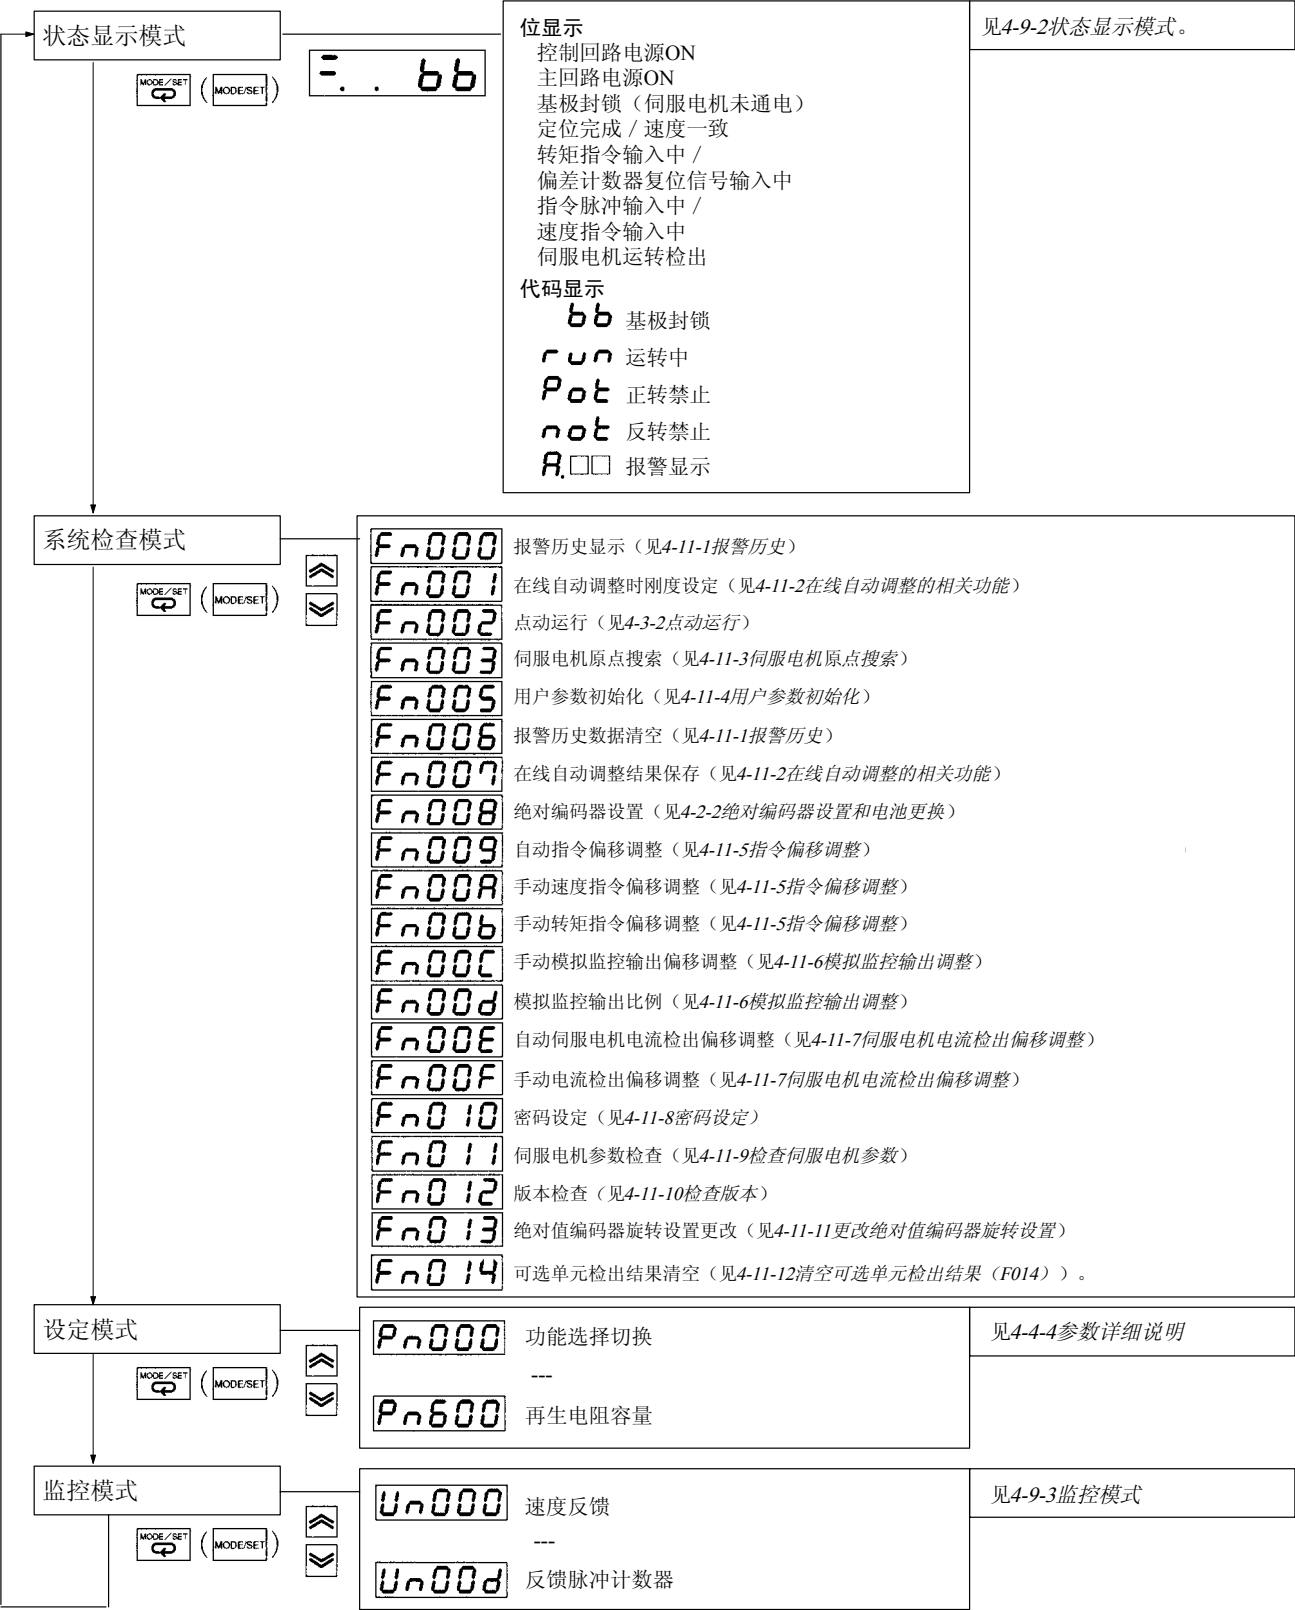 状态显示模式
MODE/SET
(MODE/SET)
bb
位显示
控制回路电源ON
主回路电源ON
基极封锁（伺服电机未通电）
定位完成 / 速度一致
转矩指令输入中 /
偏差计数器复位信号输入中
指令脉冲输入中 /
速度指令输入中
伺服电机运转检出
代码显示
bb 基极封锁
run 运转中
Pot 正转禁止
not 反转禁止
A.□□ 报警显示
见4-9-2状态显示模式。
系统检查模式
MODE/SET
(MODE/SET)
Fn000 报警历史显示（见4-11-1报警历史）
Fn001 在线自动调整时刚度设定（见4-11-2在线自动调整的相关功能）
Fn002 点动运行（见4-3-2点动运行）
Fn003 伺服电机原点搜索（见4-11-3伺服电机原点搜索）
Fn005 用户参数初始化（见4-11-4用户参数初始化）
Fn006 报警历史数据清空（见4-11-1报警历史）
Fn007 在线自动调整结果保存（见4-11-2在线自动调整的相关功能）
Fn008 绝对编码器设置（见4-2-2绝对编码器设置和电池更换）
Fn009 自动指令偏移调整（见4-11-5指令偏移调整）
Fn00A 手动速度指令偏移调整（见4-11-5指令偏移调整）
Fn00b 手动转矩指令偏移调整（见4-11-5指令偏移调整）
Fn00C 手动模拟监控输出偏移调整（见4-11-6模拟监控输出调整）
Fn00d 模拟监控输出比例（见4-11-6模拟监控输出调整）
Fn00E 自动伺服电机电流检出偏移调整（见4-11-7伺服电机电流检出偏移调整）
Fn00F 手动电流检出偏移调整（见4-11-7伺服电机电流检出偏移调整）
Fn010 密码设定（见4-11-8密码设定）
Fn011 伺服电机参数检查（见4-11-9检查伺服电机参数）
Fn012 版本检查（见4-11-10检查版本）
Fn013 绝对值编码器旋转设置更改（见4-11-11更改绝对值编码器旋转设置）
Fn014 可选单元检出结果清空（见4-11-12清空可选单元检出结果（F014））。
设定模式
MODE/SET
(MODE/SET)
Pn000 功能选择切换
---
Pn600 再生电阻容量
见4-4-4参数详细说明
监控模式
MODE/SET
(MODE/SET)
Un000 速度反馈
---
Un00d 反馈脉冲计数器
见4-9-3监控模式